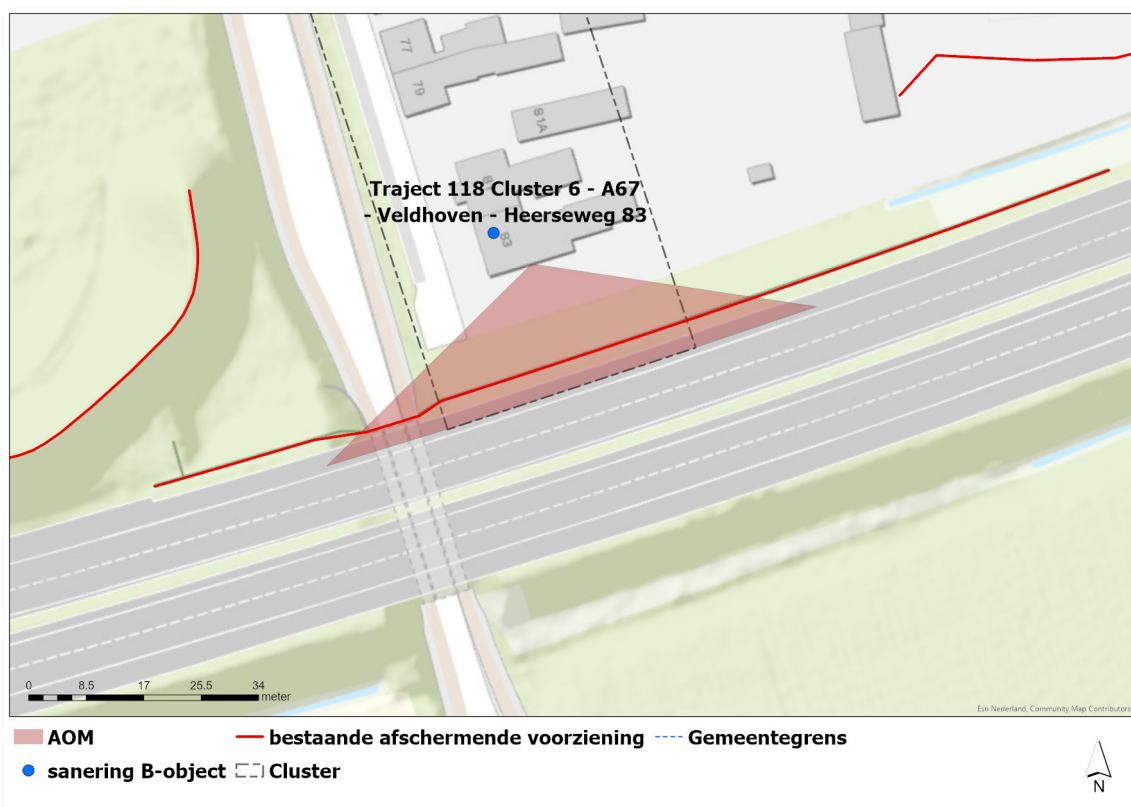 77
79
81A
8
Traject 118 Cluster 6 - A67
- Veldhoven - Heerseweg 83
83
0 8.5 17 25.5 34
meter
Esri Nederland, Community Map Contributors
AOM
bestaande afschermende voorziening
Gemeentegrens
sanering B-object
Cluster
N